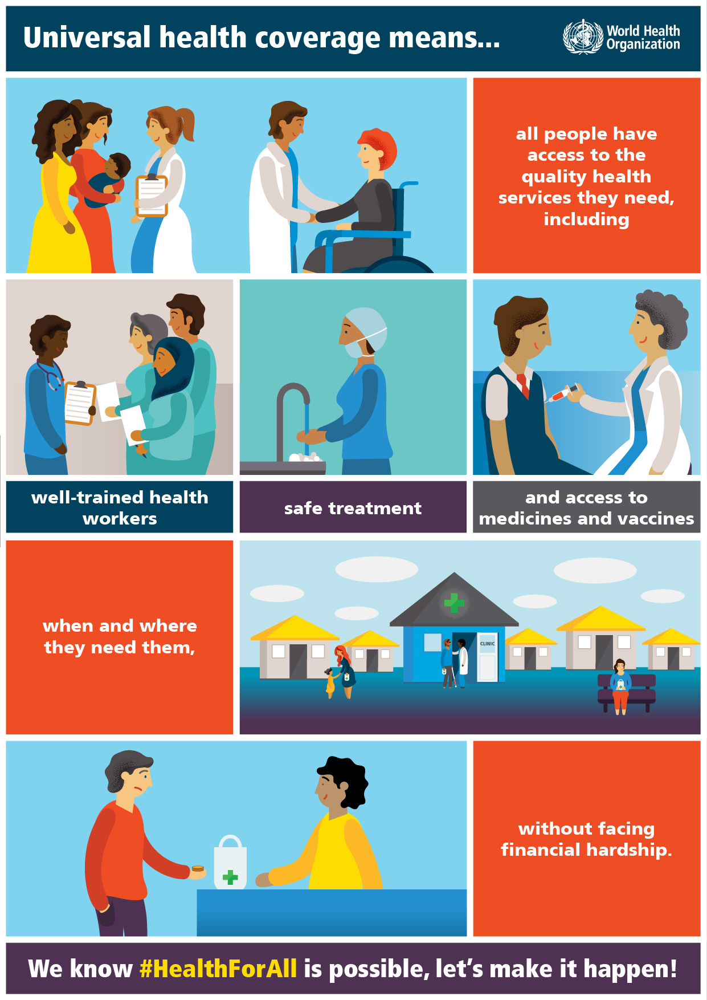 Universal health coverage means...
World Health
Organization
all people have
access to the
quality health
services they need,
including
well-trained health
workers
safe treatment
and access to
medicines and vaccines
when and where
they need them,
CLINIC
without facing
financial hardship.
We know #HealthForAll is possible, let's make it happen!